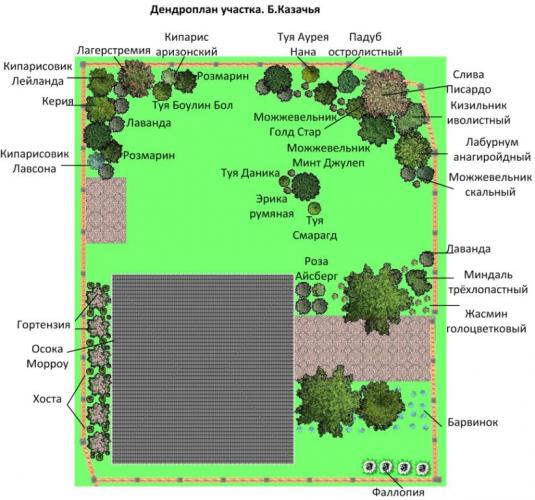 Дендроплан участка. Б.Казачья
Лагерстремия
Кипарис
аризонский
Туя Аурея
Нана
Падуб
остролистный
Кипарисовик
Лейланда
Розмарин
Слива
Писардо
Керия
Туя Боулин Бол
Лаванда
Можжевельник
Голд Стар
Кизильник
иволистный
Кипарисовик
Лавсона
Розмарин
Можжевельник
Минт Джулеп
Лабурнум
анагиройдный
Туя Даника
Можжевельник
скальный
Эрика
румяная
Туя
Смарагд
Даванда
Роза
Айсберг
Миндаль
трёхлопастный
Жасмин
голоцветковый
Гортензия
Осока
Морроу
Хоста
Барвинок
Фаллопия